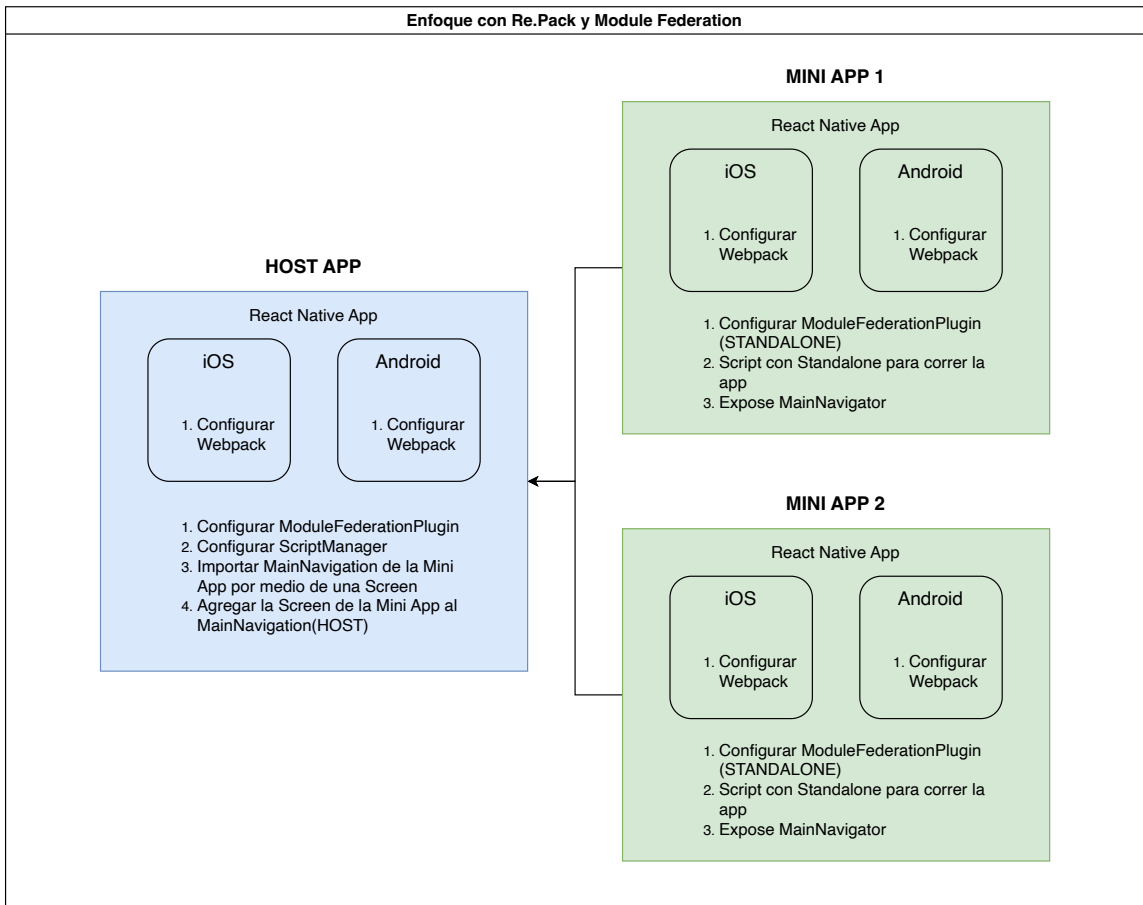 Enfoque con Re.Pack y Module Federation
MINI APP 1
React Native App
iOS
1. Configurar
Webpack
Android
1. Configurar
Webpack
1. Configurar ModuleFederationPlugin
(STANDALONE)
2. Script con Standalone para correr la
app
3. Expose MainNavigator
HOST APP
React Native App
iOS
1. Configurar
Webpack
Android
1. Configurar
Webpack
1. Configurar ModuleFederationPlugin
2. Configurar ScriptManager
3. Importar MainNavigation de la Mini
App por medio de una Screen
4. Agregar la Screen de la Mini App al
MainNavigation(HOST)
MINI APP 2
React Native App
iOS
1. Configurar
Webpack
Android
1. Configurar
Webpack
1. Configurar ModuleFederationPlugin
(STANDALONE)
2. Script con Standalone para correr la
app
3. Expose MainNavigator